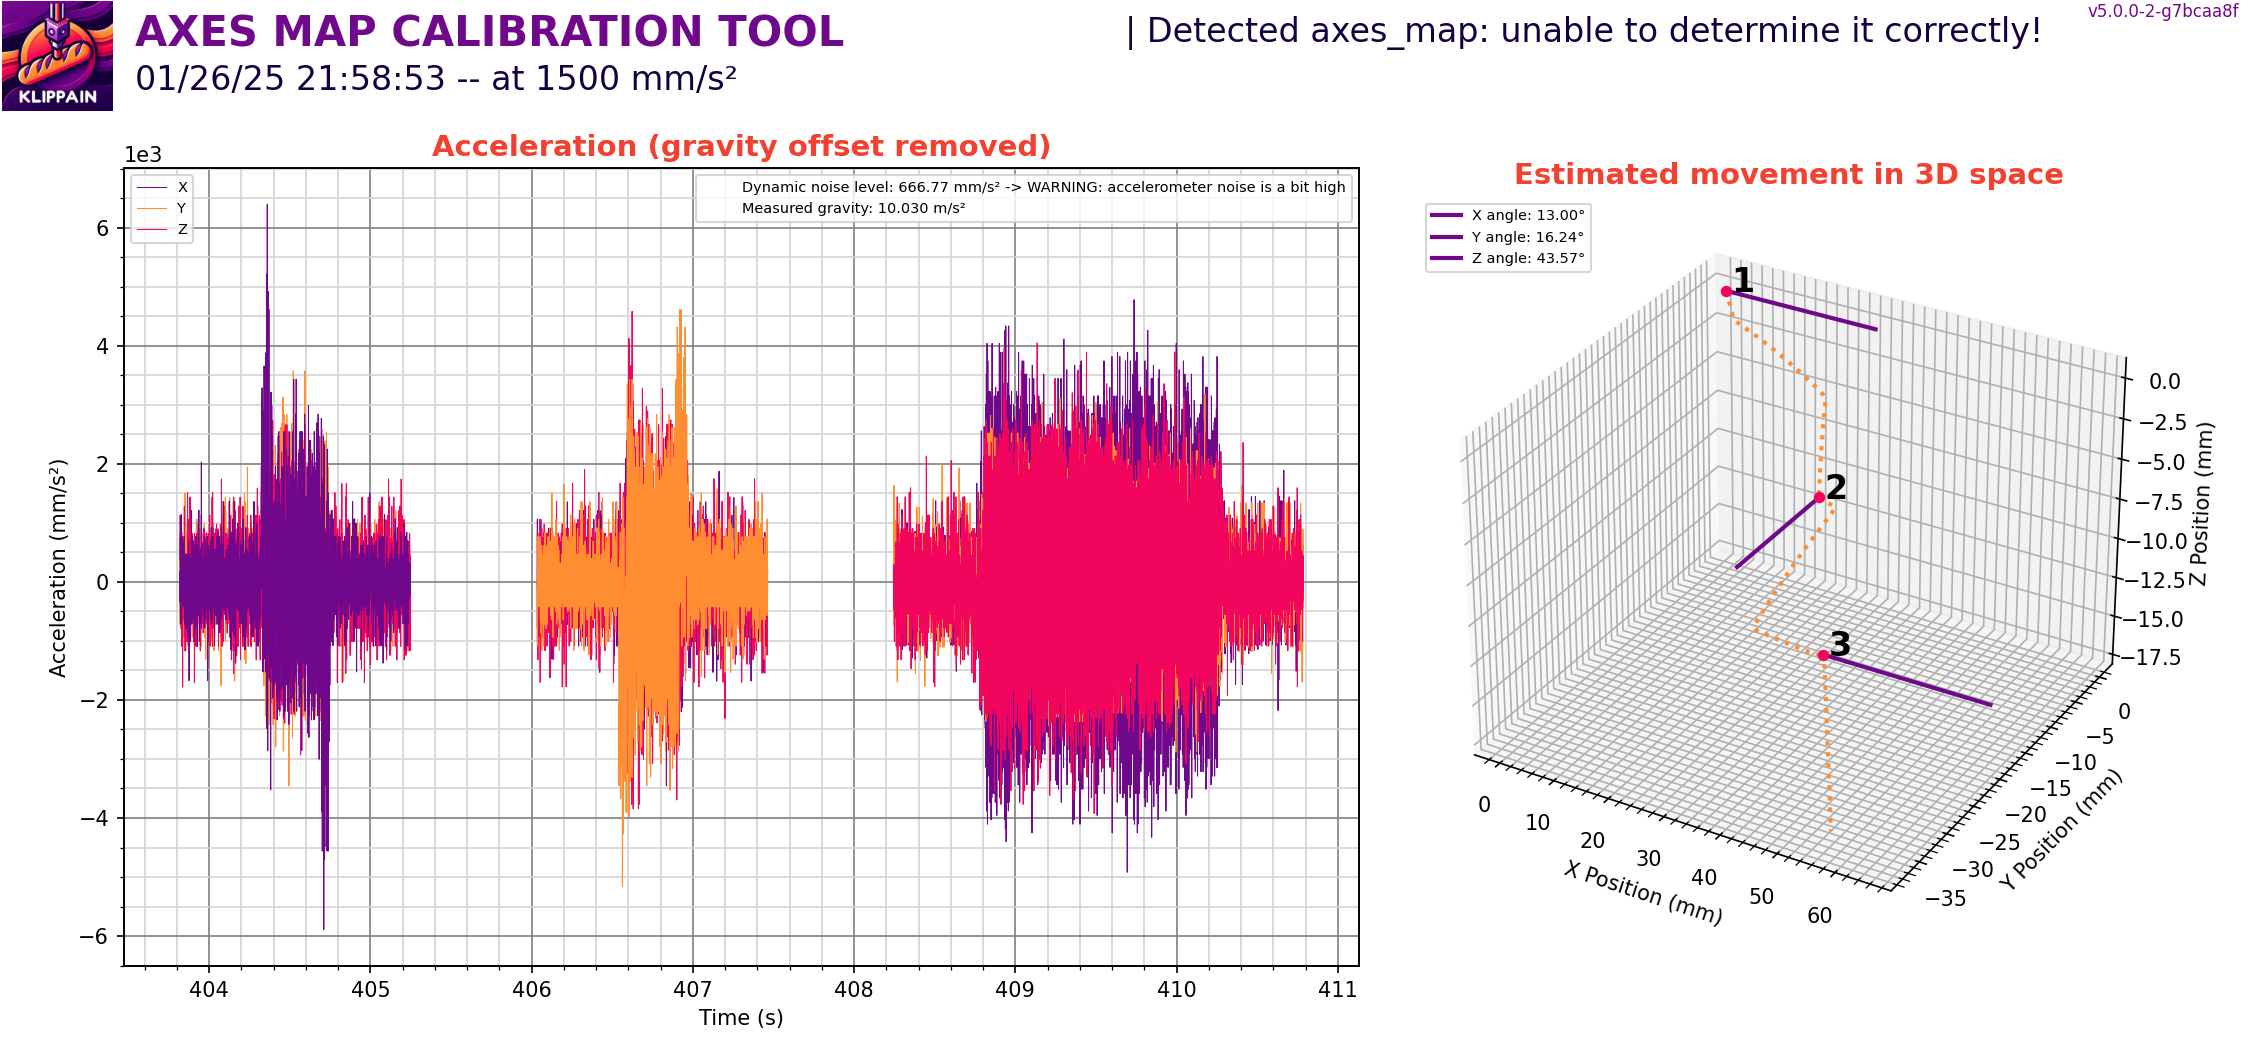 AXES MAP CALIBRATION TOOL
| Detected axes_map: unable to determine it correctly!
v5.0.0-2-g7bcaa8f
01/26/25 21:58:53 -- at 1500 mm/s²
KLIPPAIN
Acceleration (gravity offset removed)
1e3
X
Y
Z
Dynamic noise level: 666.77 mm/s² -> WARNING: accelerometer noise is a bit high
Measured gravity: 10.030 m/s²
6
4
2
0
−2
−4
−6
Acceleration (mm/s²)
404
405
406
407
408
409
410
411
Time (s)
Estimated movement in 3D space
X angle: 13.00°
Y angle: 16.24°
Z angle: 43.57°
1
2
3
0.0
−2.5
−5.0
−7.5
−10.0
−12.5
−15.0
−17.5
Z Position (mm)
0
−5
−10
−15
−20
−25
−30
−35
Y Position (mm)
0
10
20
30
40
50
60
X Position (mm)